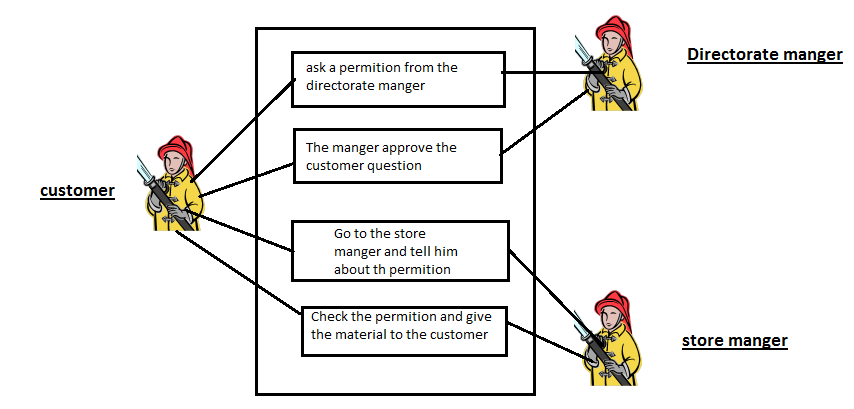 Directorate manger
ask a permition from the
directorate manger
The manger approve the
customer question
customer
Go to the store
manger and tell him
about th permition
Check the permition and give
the material to the customer
store manger